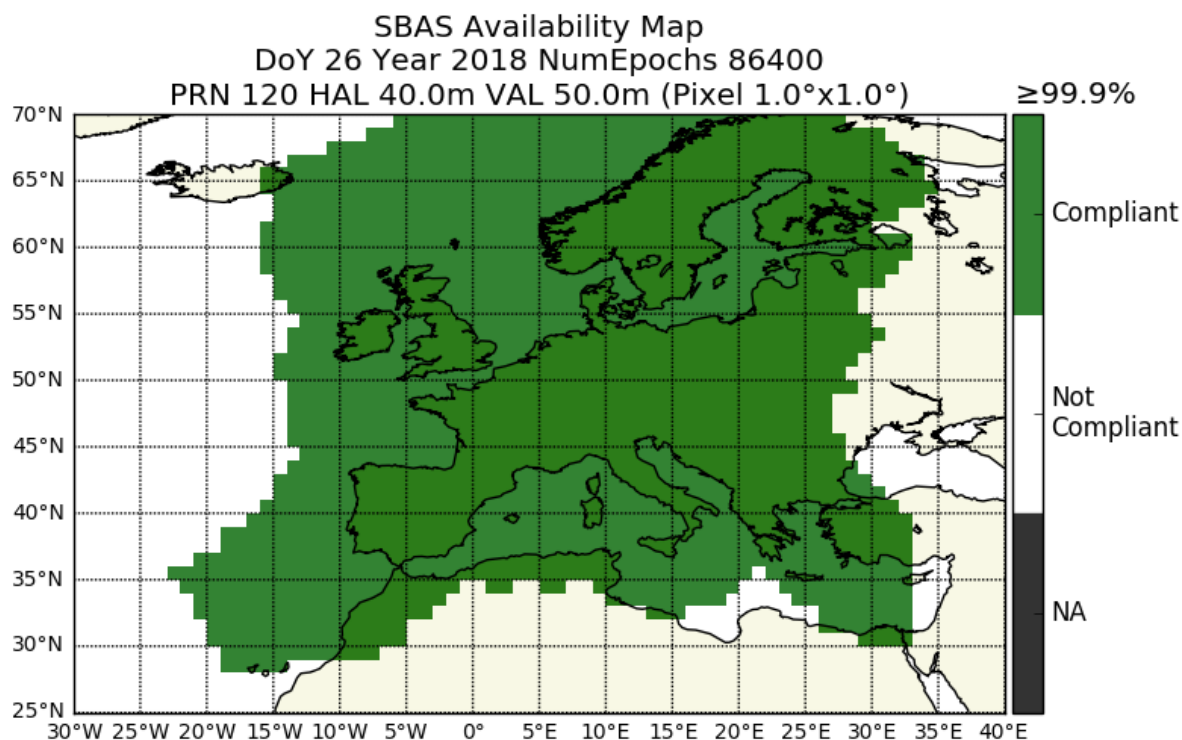 SBAS Availability Map
DoY 26 Year 2018 NumEpochs 86400
PRN 120 HAL 40.0m VAL 50.0m (Pixel 1.0°x1.0°)
≥99.9%
70°N
65°N
60°N
55°N
50°N
45°N
40°N
35°N
30°N
25°N
30°W 25°W 20°W 15°W 10°W 5°W 0° 5°E 10°E 15°E 20°E 25°E 30°E 35°E 40°E
Compliant
Not
Compliant
NA